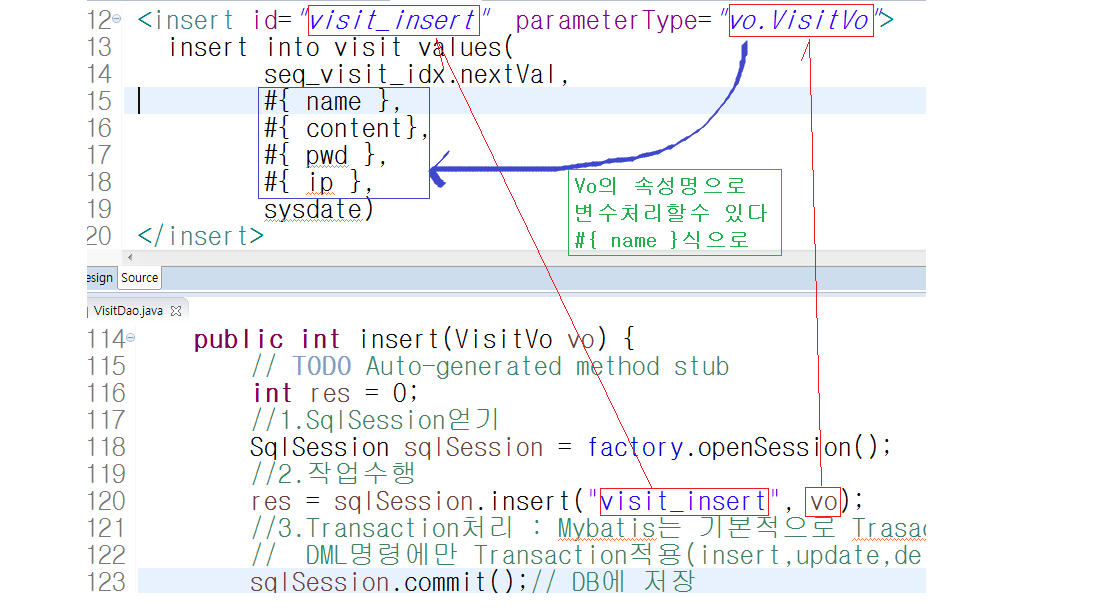 12 <insert id="visit_insert" parameterType="vo.VisitVo">
13 insert into visit values(
14 seq_visit_idx.nextVal,
15 #{ name },
16 #{ content},
17 #{ pwd },
18 #{ ip },
19 sysdate)
20 </insert>
Vo의 속성명으로
변수처리할수 있다
#{ name }식으로
esign Source
VisitDao.java
114 public int insert(VisitVo vo) {
115 // TODO Auto-generated method stub
116 int res = 0;
117 //1.SqlSession얻기
118 SqlSession sqlSession = factory.openSession();
119 //2.작업수행
120 res = sqlSession.insert("visit_insert", vo);
121 //3.Transaction처리 : Mybatis는 기본적으로 Trasac
122 // DML명령에만 Transaction적용(insert,update,de
123 sqlSession.commit();// DB에 저장